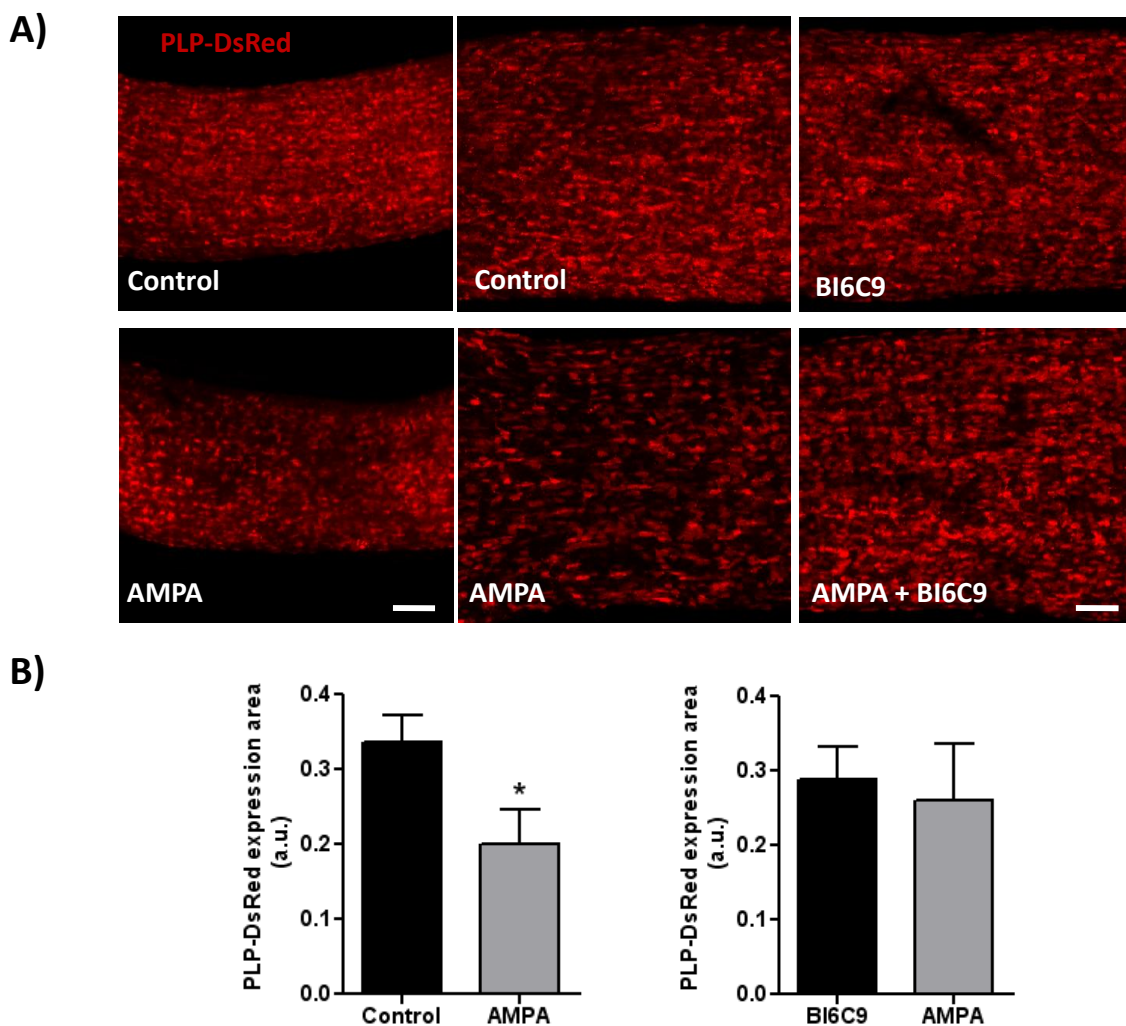 A)
PLP-DsRed
Control
Control
BI6C9
AMPA
AMPA
AMPA + BI6C9
B)
PLP-DsRed expression area
(a.u.)
0.4
0.3
0.2
0.1
0.0
*
Control
AMPA
PLP-DsRed expression area
(a.u.)
0.4
0.3
0.2
0.1
0.0
BI6C9
AMPA